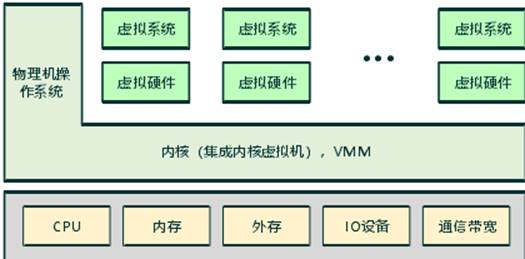 物理机操
作系统
虚拟系统
虚拟系统
虚拟系统
虚拟硬件
虚拟硬件
虚拟硬件
内核（集成内核虚拟机），VMM
CPU
内存
外存
IO设备
通信带宽